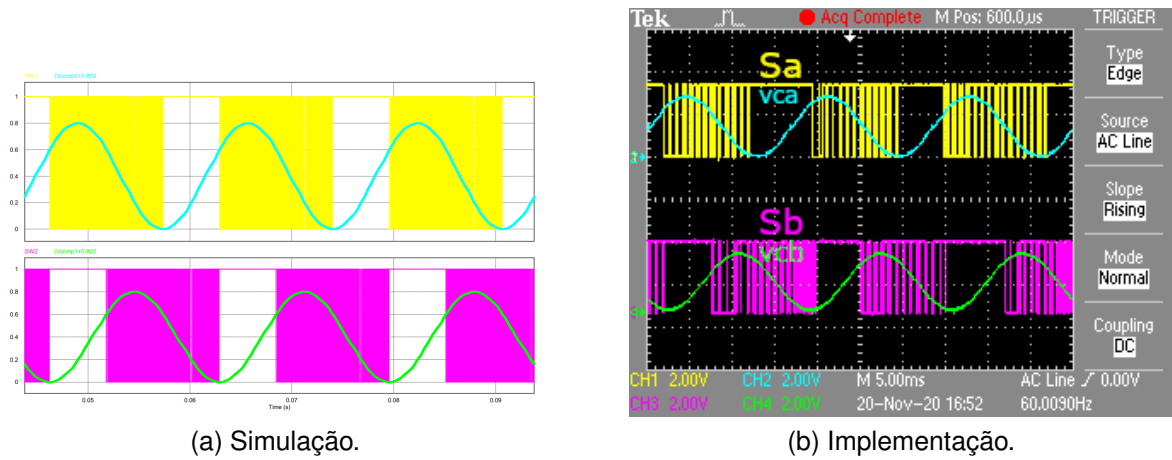 SW1 (Vcomp0+0.8)/2
1
0.8
0.6
0.4
0.2
0
SW2 (Vcomp1+0.8)/2
1
0.8
0.6
0.4
0.2
0
0.05 0.06 0.07 0.08 0.09
Time (s)
(a) Simulação.
Tek Acq Complete M Pos: 600.0µs TRIGGER
Type
Edge
Source
AC Line
Slope
Rising
Mode
Normal
Coupling
DC
Sa
vca
Sb
vcb
CH1 2.00V CH2 2.00V M 5.00ms AC Line / 0.00V
CH3 2.00V CH4 2.00V 20-Nov-20 16:52 60.0090Hz
(b) Implementação.